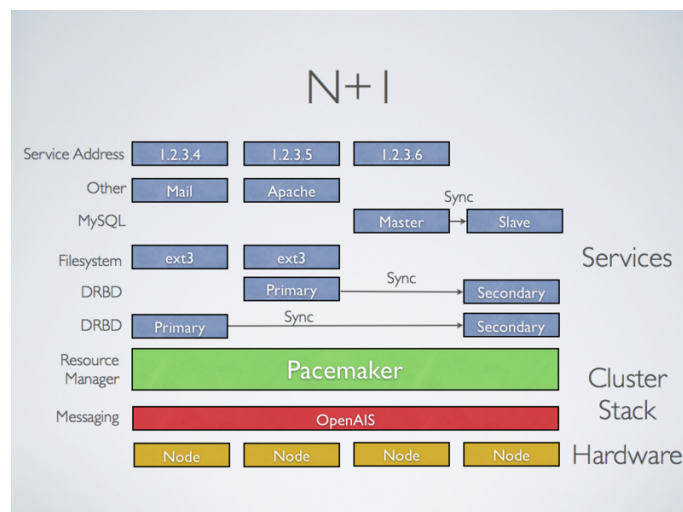 N+1
Service Address 1.2.3.4 1.2.3.5 1.2.3.6
Other Mail Apache
Sync
MySQL Master Slave
Services
Filesystem ext3 ext3
DRBD Primary Sync Secondary
DRBD Primary Sync Secondary
Resource
Manager
Pacemaker
Cluster
Stack
Messaging OpenAIS
Node Node Node Node Hardware